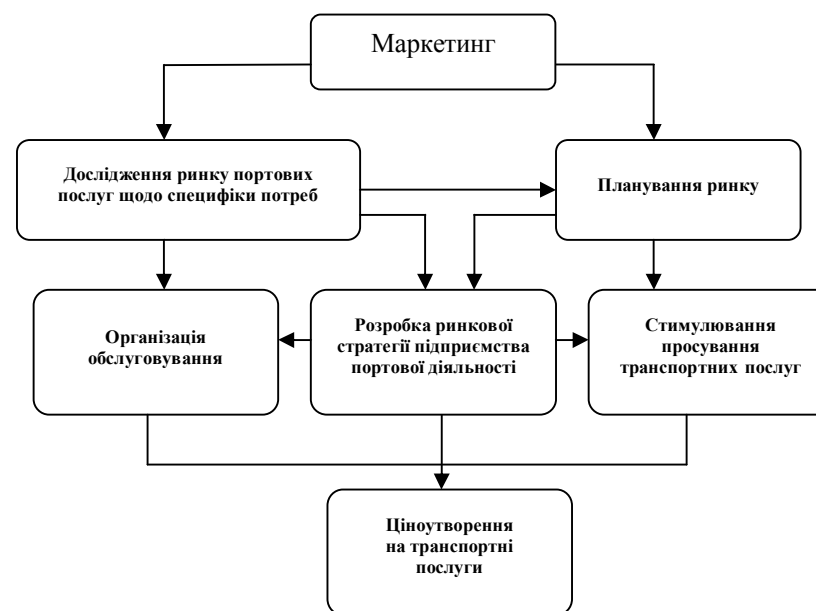 Маркетинг
Дослідження ринку портових
послуг щодо специфіки потреб
Планування ринку
Організація
обслуговування
Розробка ринкової
стратегії підприємства
портової діяльності
Стимулювання
просування
транспортних послуг
Ціноутворення
на транспортні
послуги